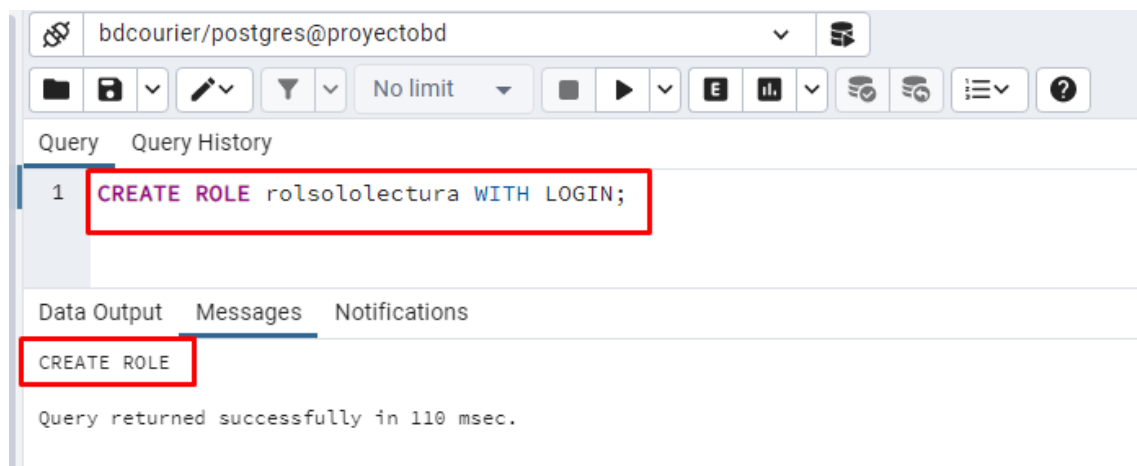 bdcourier/postgres@proyectobd
No limit
E
Query Query History
1 CREATE ROLE rolsololectura WITH LOGIN;
Data Output Messages Notifications
CREATE ROLE
Query returned successfully in 110 msec.